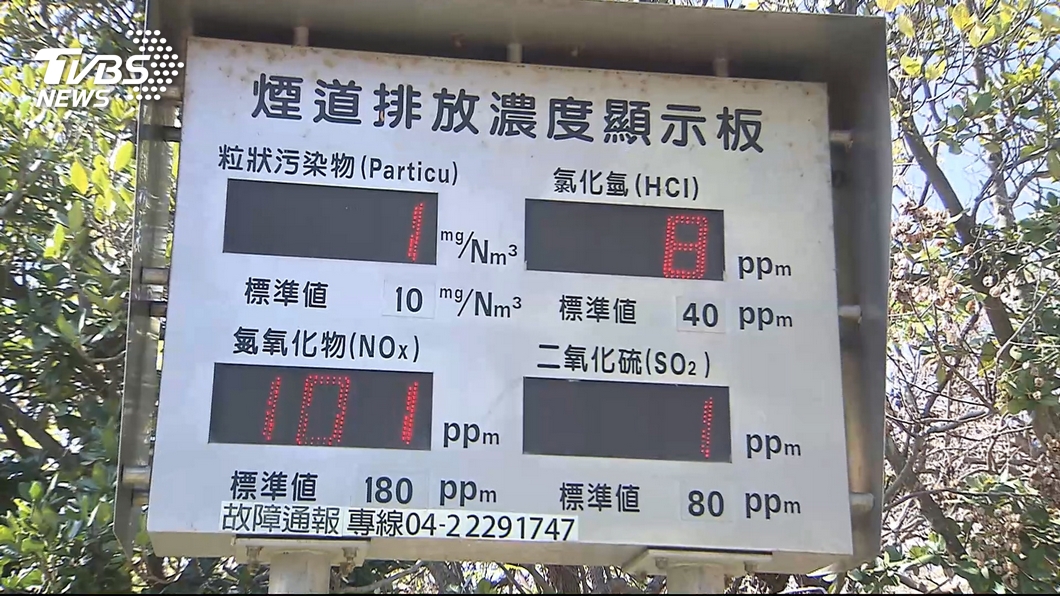 TVBS
NEWS
煙道排放濃度顯示板
粒狀污染物(Particu)
1 mg/Nm³
標準值 10 mg/Nm³
氯化氫(HCl)
8 ppm
標準值 40 ppm
氮氧化物(NOx)
101 ppm
標準值 180 ppm
二氧化硫(SO₂)
1 ppm
標準值 80 ppm
故障通報 專線04-22291747